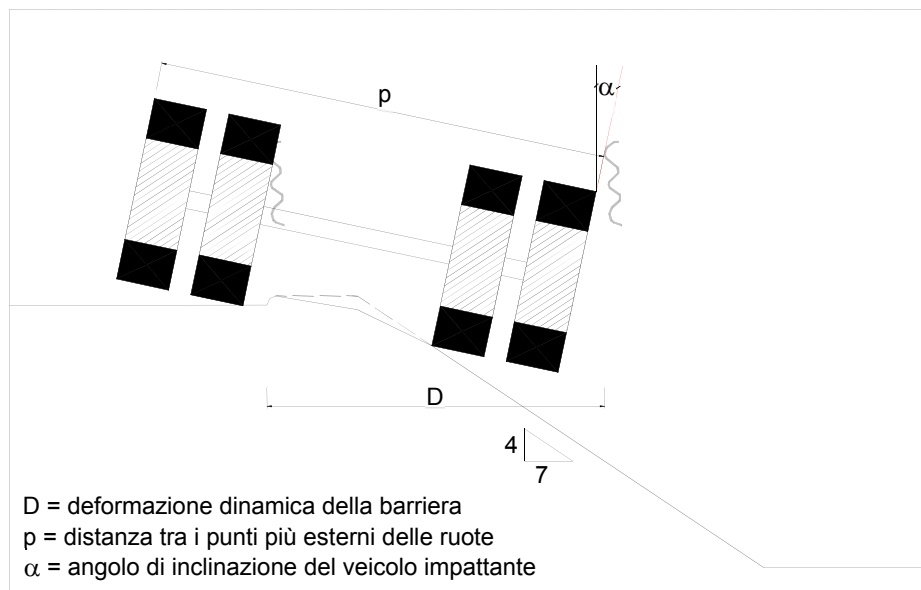 p
α
D
4
7
D = deformazione dinamica della barriera
p = distanza tra i punti più esterni delle ruote
α = angolo di inclinazione del veicolo impattante